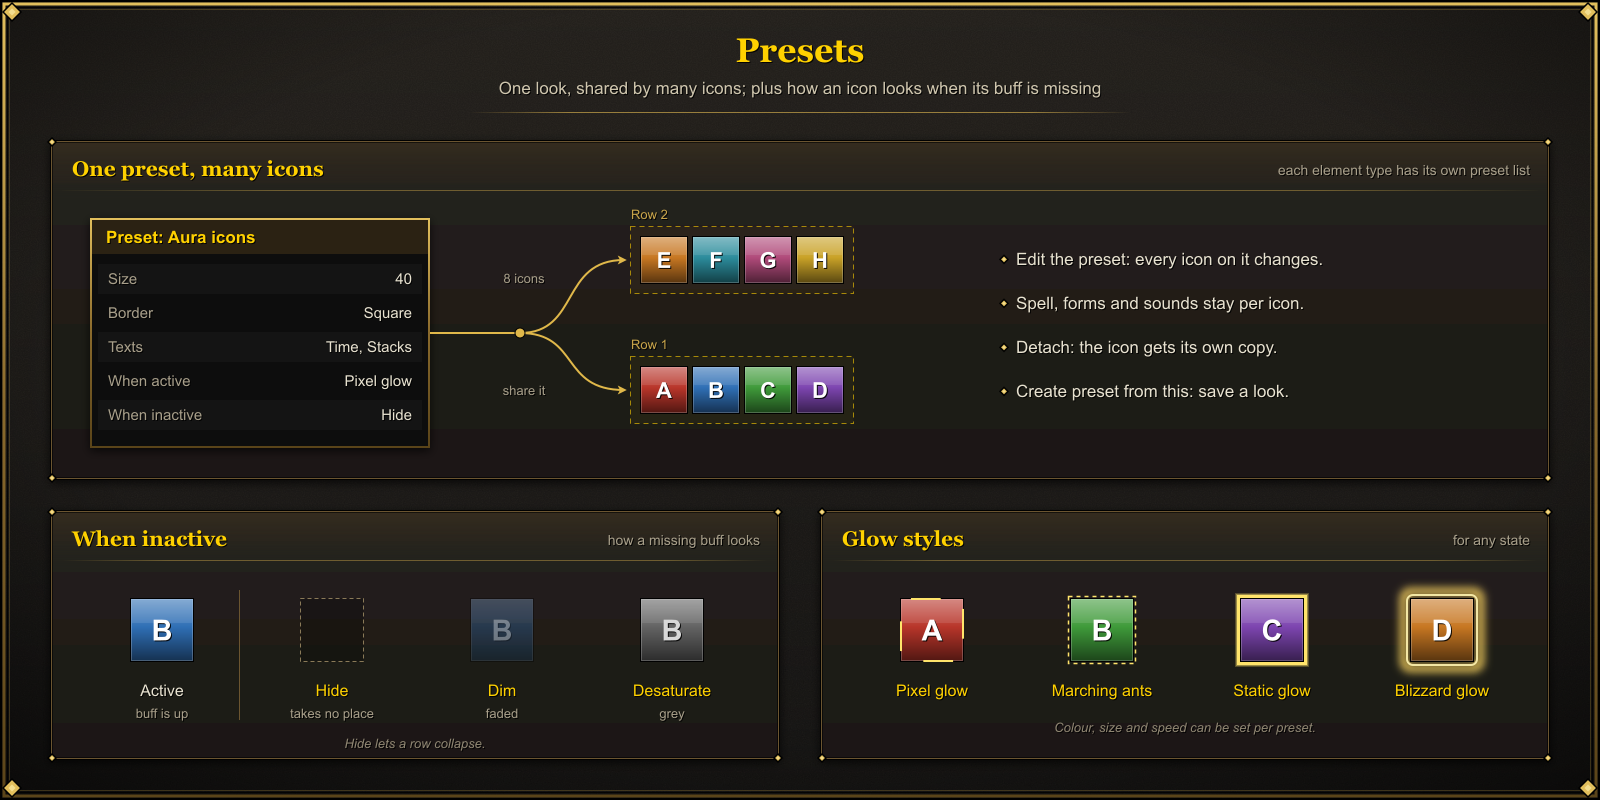 Presets
One look, shared by many icons; plus how an icon looks when its buff is missing
One preset, many icons
each element type has its own preset list
Preset: Aura icons
Size 40
Border Square
Texts Time, Stacks
When active Pixel glow
When inactive Hide
8 icons
share it
Row 2
E F G H
Row 1
A B C D
Edit the preset: every icon on it changes.
Spell, forms and sounds stay per icon.
Detach: the icon gets its own copy.
Create preset from this: save a look.
When inactive
how a missing buff looks
B B B
Active Hide Dim Desaturate
buff is up takes no place faded grey
Hide lets a row collapse.
Glow styles
for any state
A B C D
Pixel glow Marching ants Static glow Blizzard glow
Colour, size and speed can be set per preset.